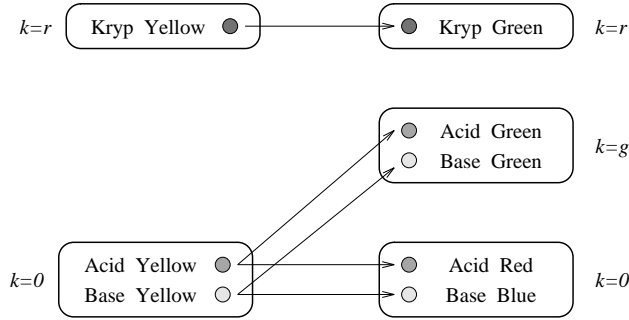 k=r Kryp Yellow Kryp Green k=r
Acid Green
Base Green
k=g
Acid Yellow Acid Red
k=0 k=0
Base Yellow Base Blue